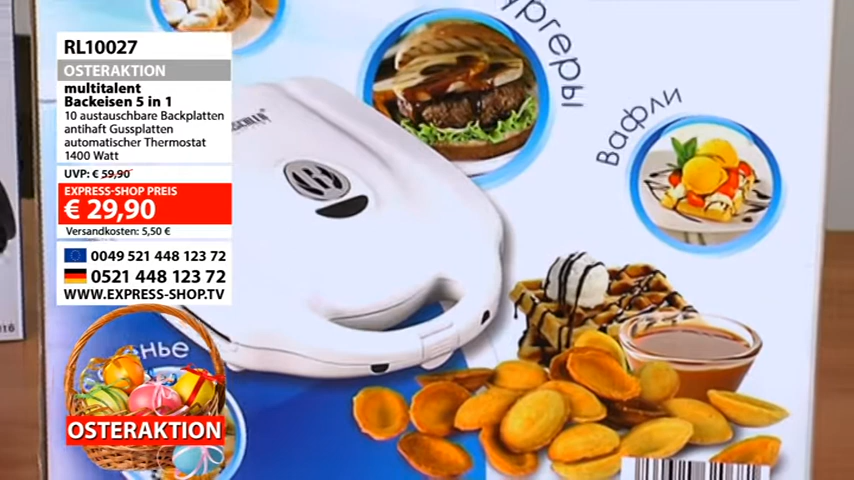 RL10027
OSTERAKTION
multitalent
Backeisen 5 in 1
10 austauschbare Backplatten
antihaft Gussplatten
automatischer Thermostat
1400 Watt
UVP: € 59,90
EXPRESS-SHOP PREIS
€ 29,90
Versandkosten: 5,50 €
0049 521 448 123 72
0521 448 123 72
WWW.EXPRESS-SHOP.TV
OSTERAKTION
ургеры
Вафли
енье